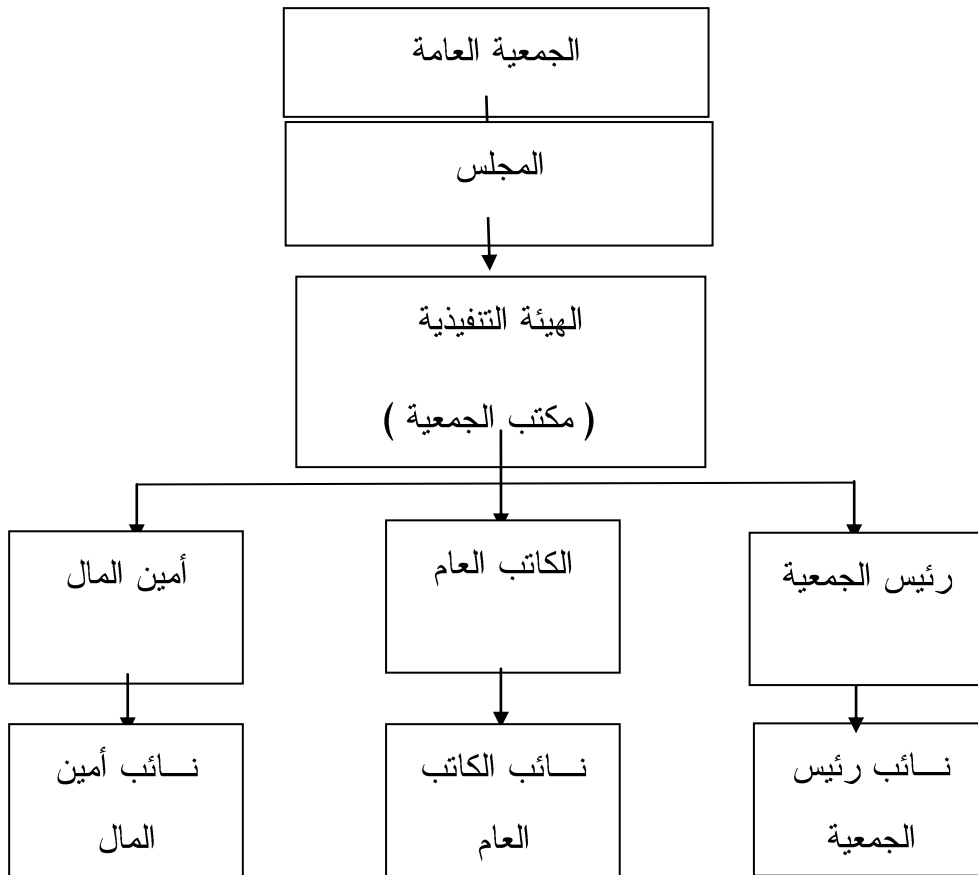 الجمعية العامة
المجلس
الهيئة التنفيذية
( مكتب الجمعية )
رئيس الجمعية
الكاتب العام
أمين المال
نـــائب رئيس
الجمعية
نـــائب الكاتب
العام
نـــائب أمين
المال